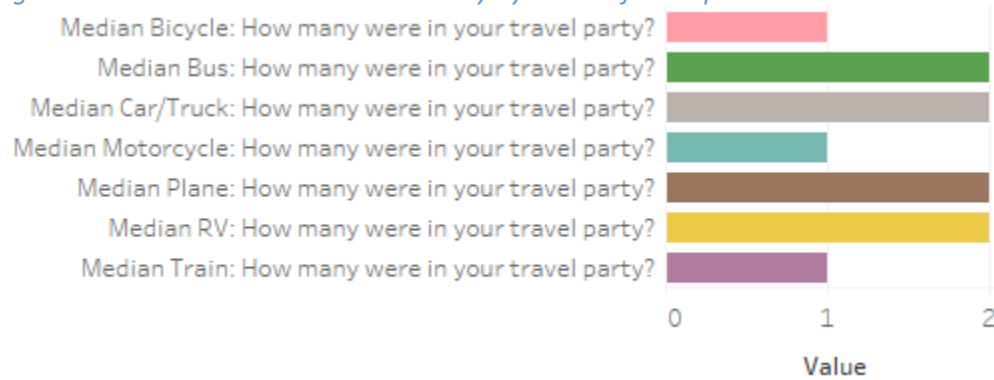 Median Bicycle: How many were in your travel party?
Median Bus: How many were in your travel party?
Median Car/Truck: How many were in your travel party?
Median Motorcycle: How many were in your travel party?
Median Plane: How many were in your travel party?
Median RV: How many were in your travel party?
Median Train: How many were in your travel party?
0 1 2
Value